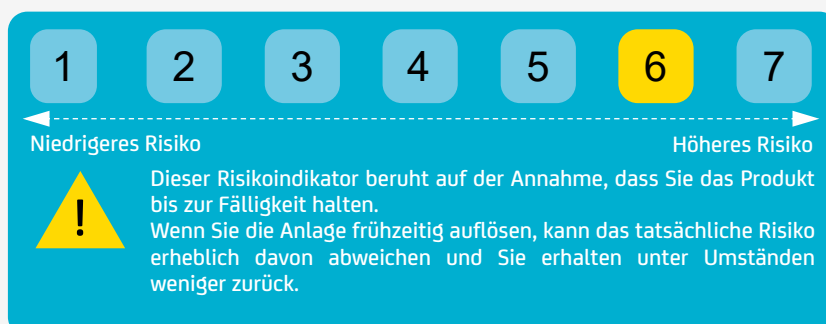 1 2 3 4 5 6 7
Niedrigeres Risiko Höheres Risiko
Dieser Risikoindikator beruht auf der Annahme, dass Sie das Produkt
bis zur Fälligkeit halten.
Wenn Sie die Anlage frühzeitig auflösen, kann das tatsächliche Risiko
erheblich davon abweichen und Sie erhalten unter Umständen
weniger zurück.
!